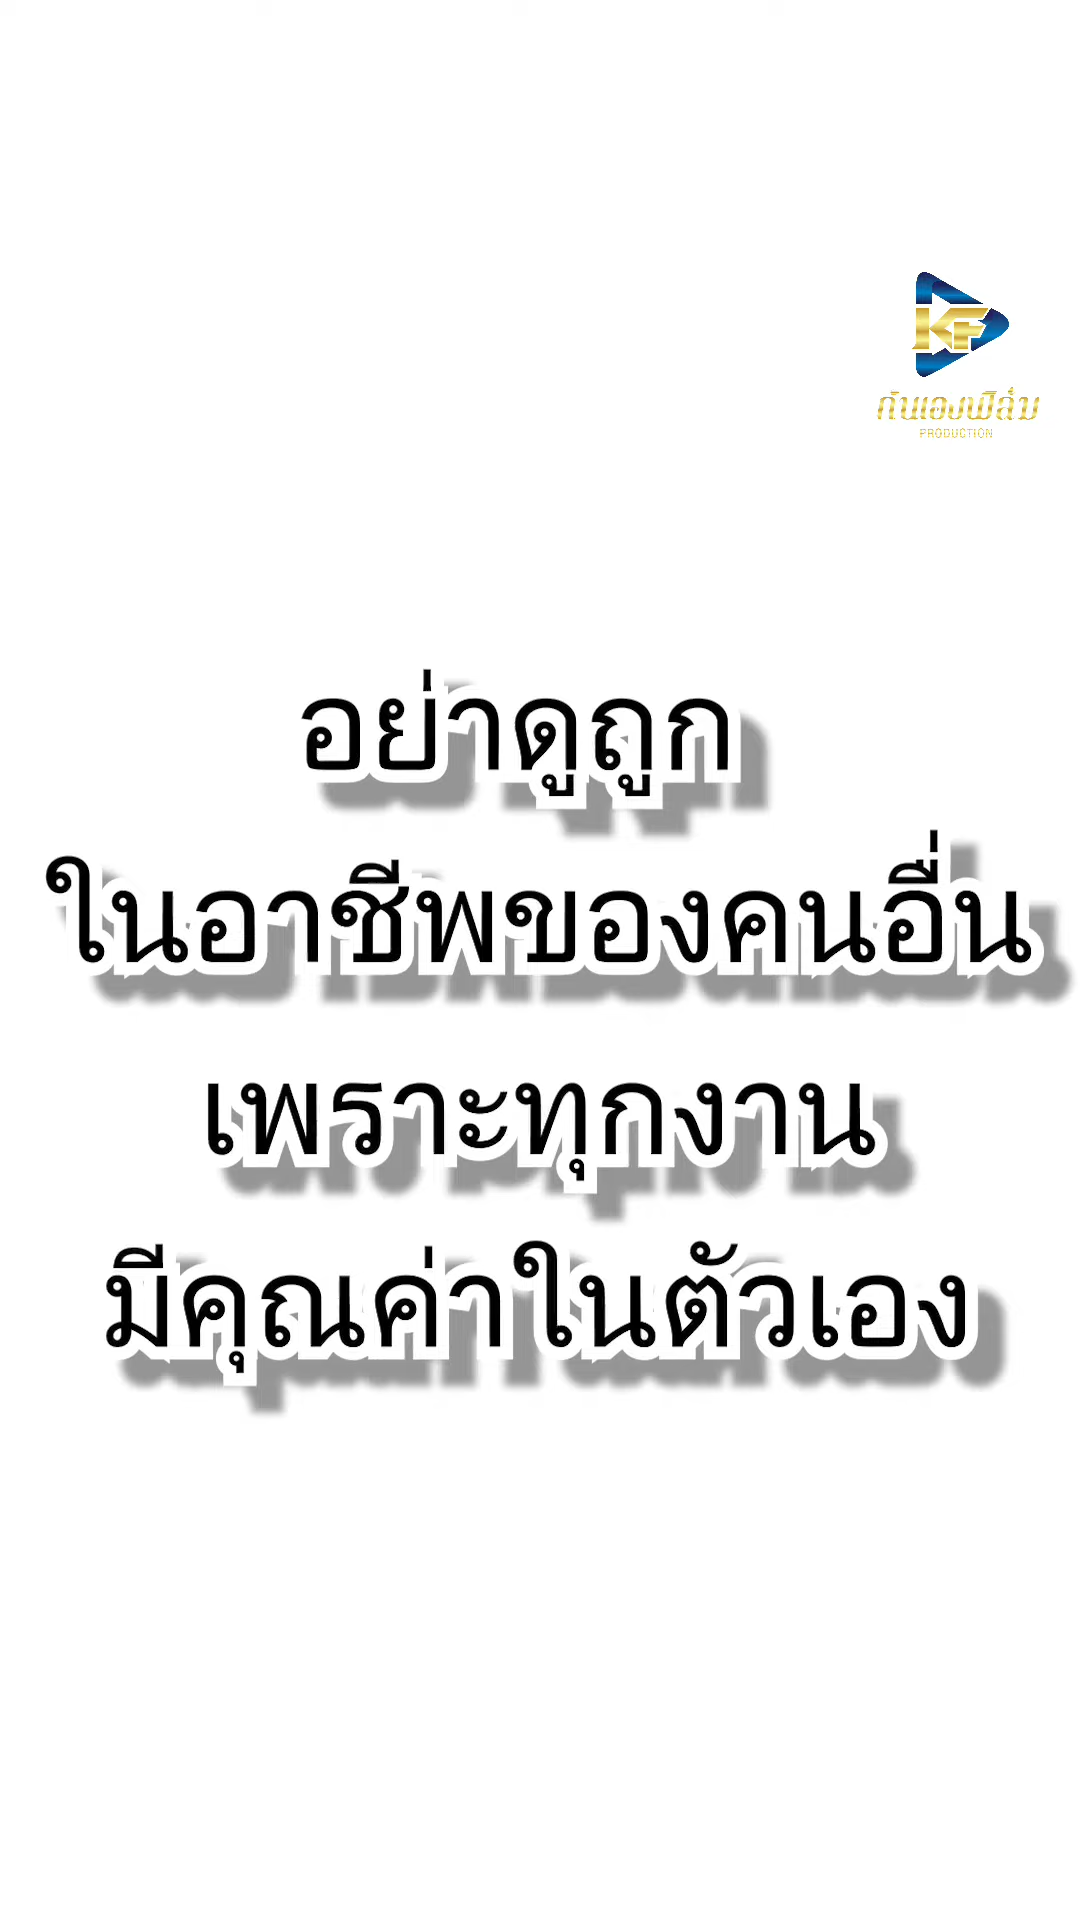 KF
กันเองฟิล์ม
PRODUCTION
อย่าดูถูก
ในอาชีพของคนอื่น
เพราะทุกงาน
มีคุณค่าในตัวเอง